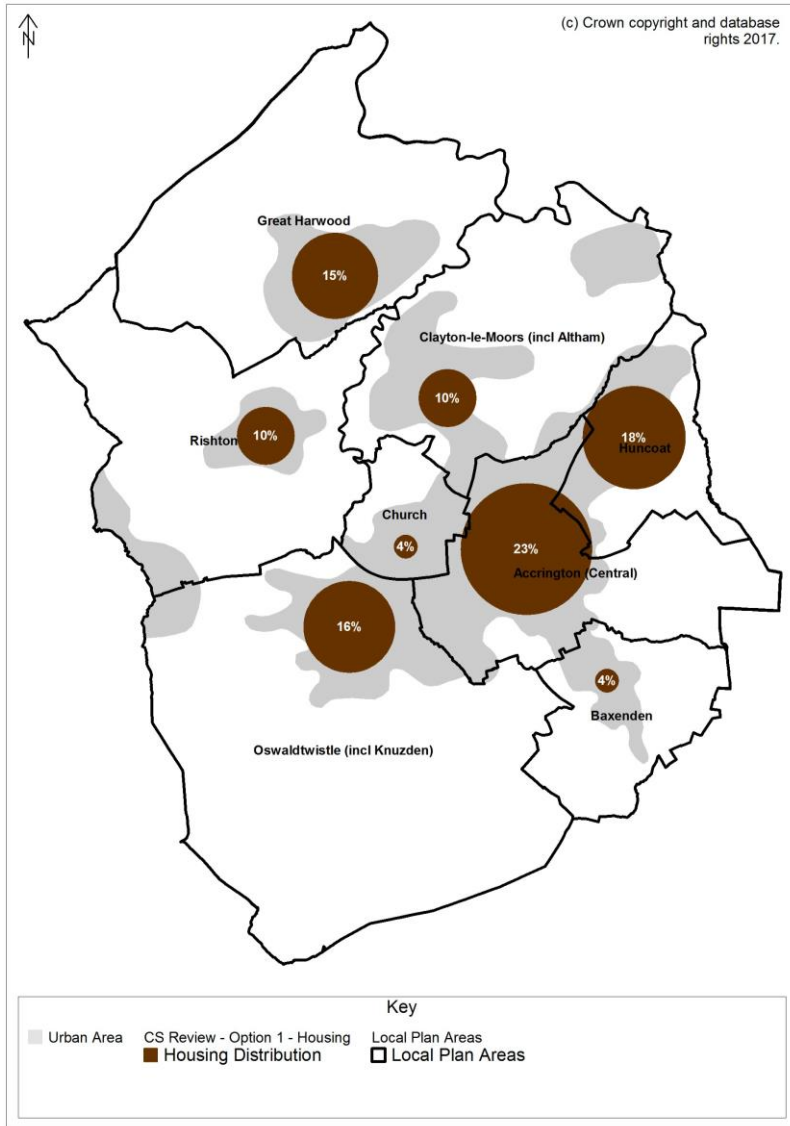 N
(c) Crown copyright and database
rights 2017.
Great Harwood
15%
Clayton-le-Moors (incl Altham)
10%
Rishton
10%
18%
Huncoat
Church
4%
23%
Accrington (Central)
16%
4%
Baxenden
Oswaldtwistle (incl Knuzden)
Key
Urban Area
CS Review - Option 1 - Housing
Housing Distribution
Local Plan Areas
Local Plan Areas